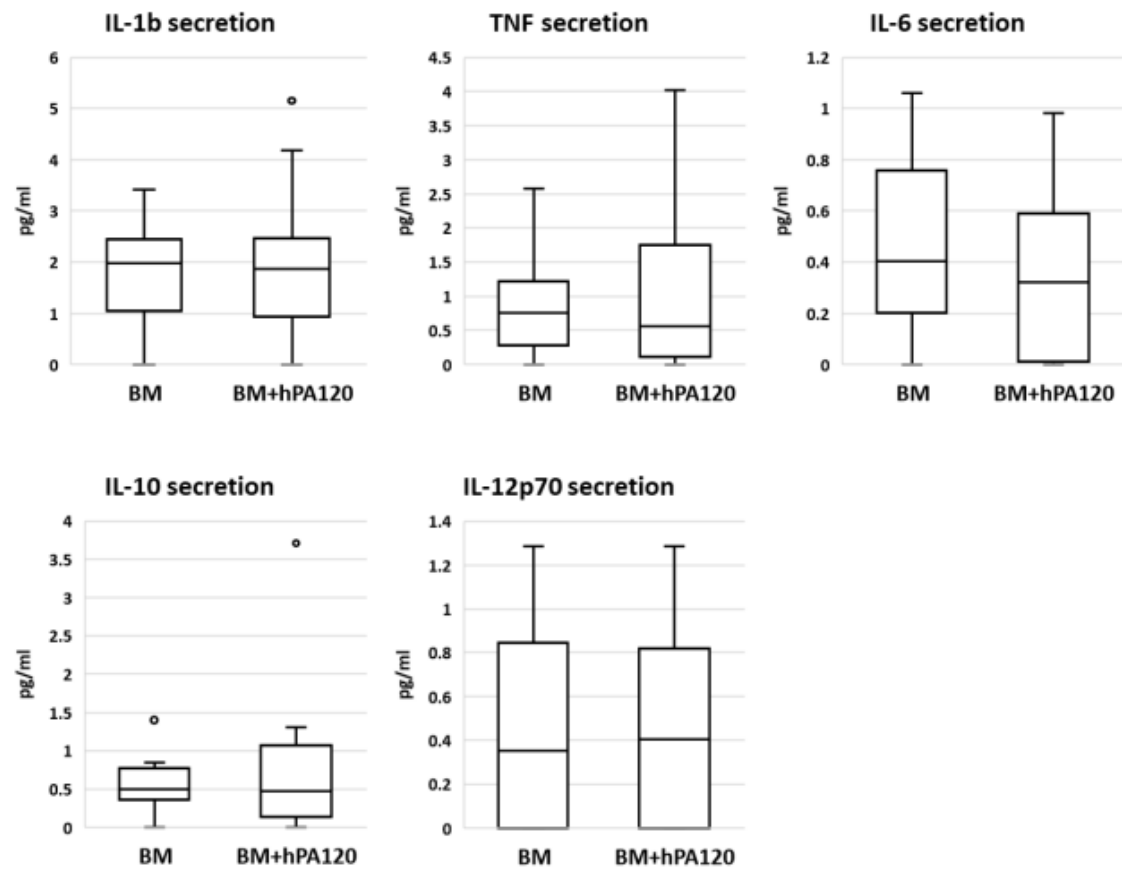 IL-1b secretion
6
5
4
3
2
1
0
pg/ml
BM
BM+hPA120
TNF secretion
4.5
4
3.5
3
2.5
2
1.5
1
0.5
0
pg/ml
BM
BM+hPA120
IL-6 secretion
1.2
1
0.8
0.6
0.4
0.2
0
pg/ml
BM
BM+hPA120
IL-10 secretion
4
3.5
3
2.5
2
1.5
1
0.5
0
pg/ml
BM
BM+hPA120
IL-12p70 secretion
1.4
1.2
1
0.8
0.6
0.4
0.2
0
pg/ml
BM
BM+hPA120